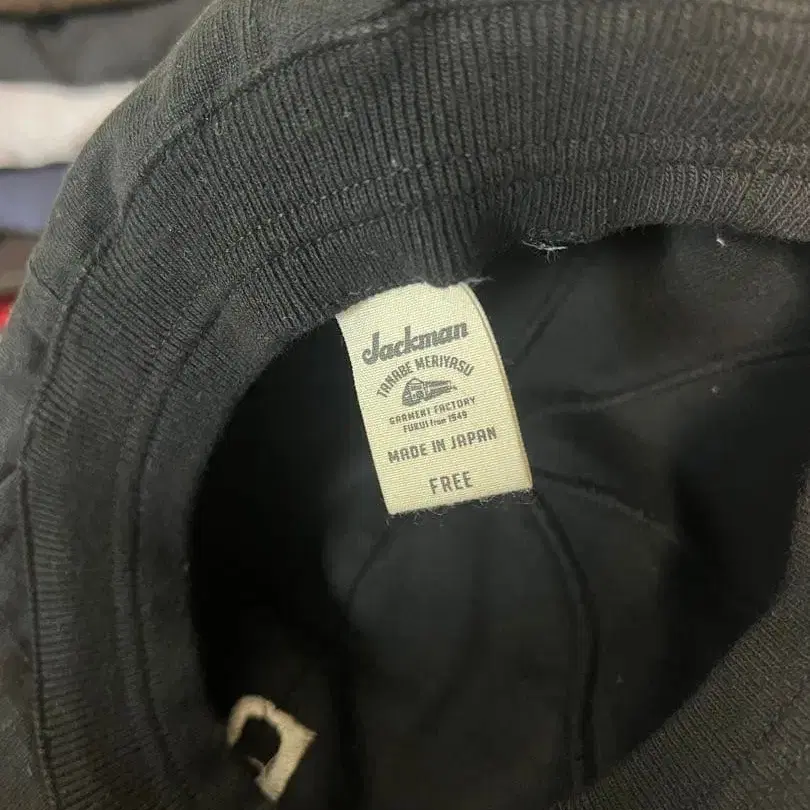 Jackman
TANABE MERIYASU
GARMENT FACTORY
FUKUI from 1949
MADE IN JAPAN
FREE